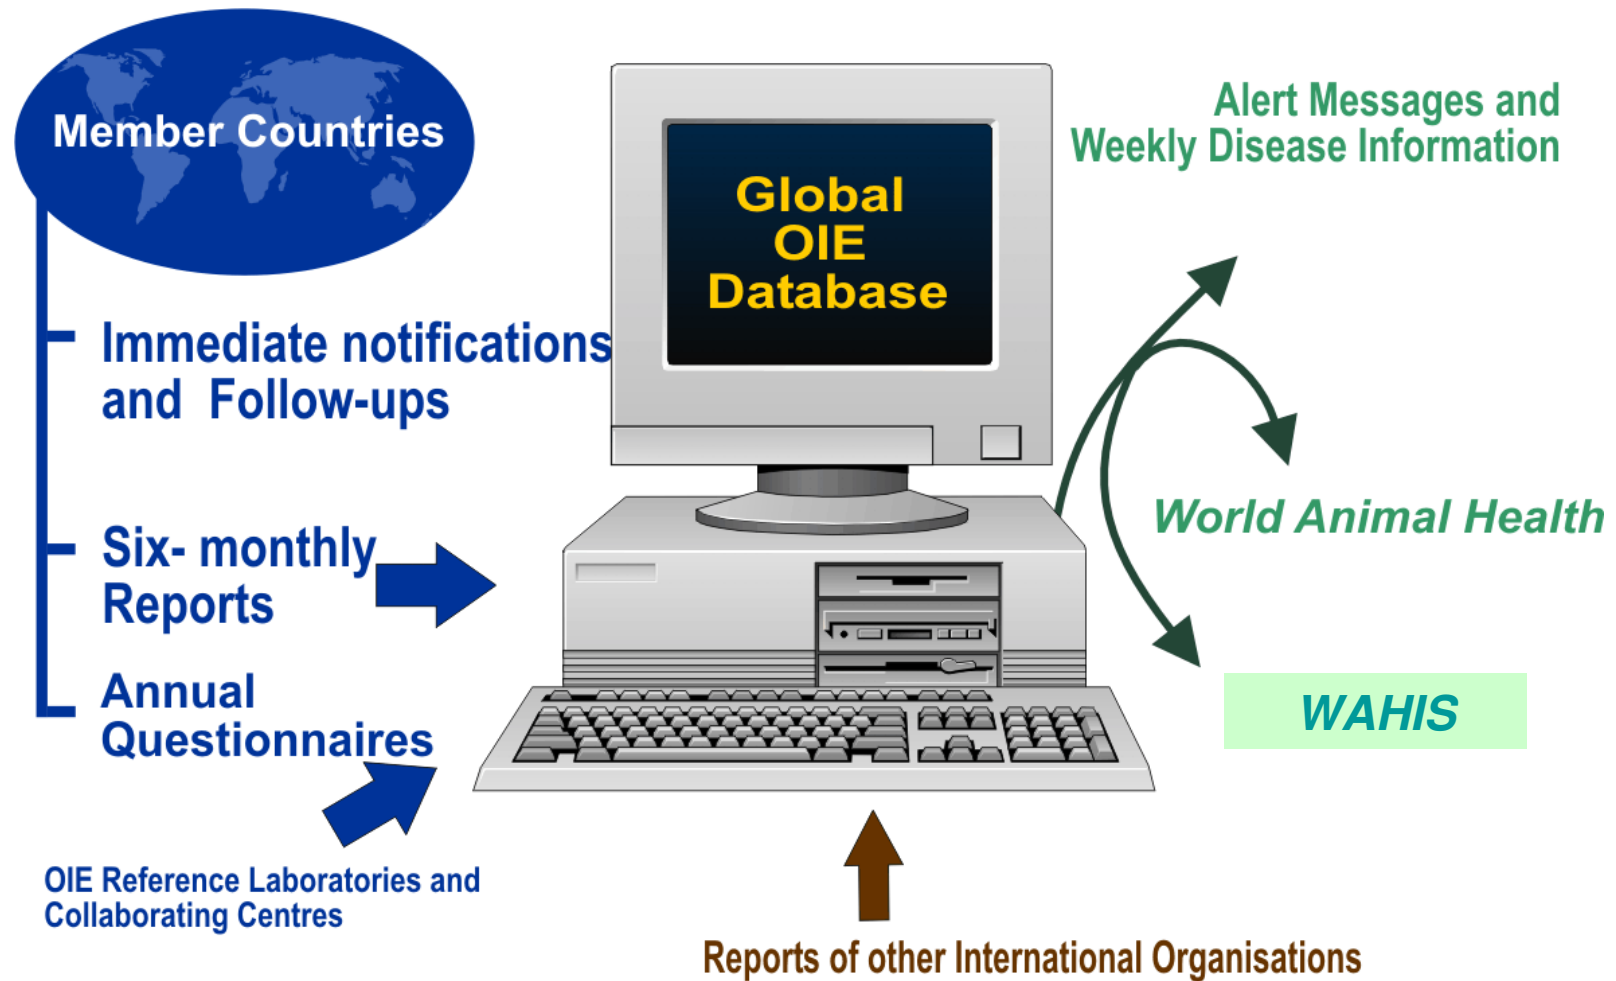 Member Countries
Immediate notifications
and Follow-ups
Six- monthly
Reports
Annual
Questionnaires
OIE Reference Laboratories and
Collaborating Centres
Global
OIE
Database
Alert Messages and
Weekly Disease Information
World Animal Health
WAHIS
Reports of other International Organisations